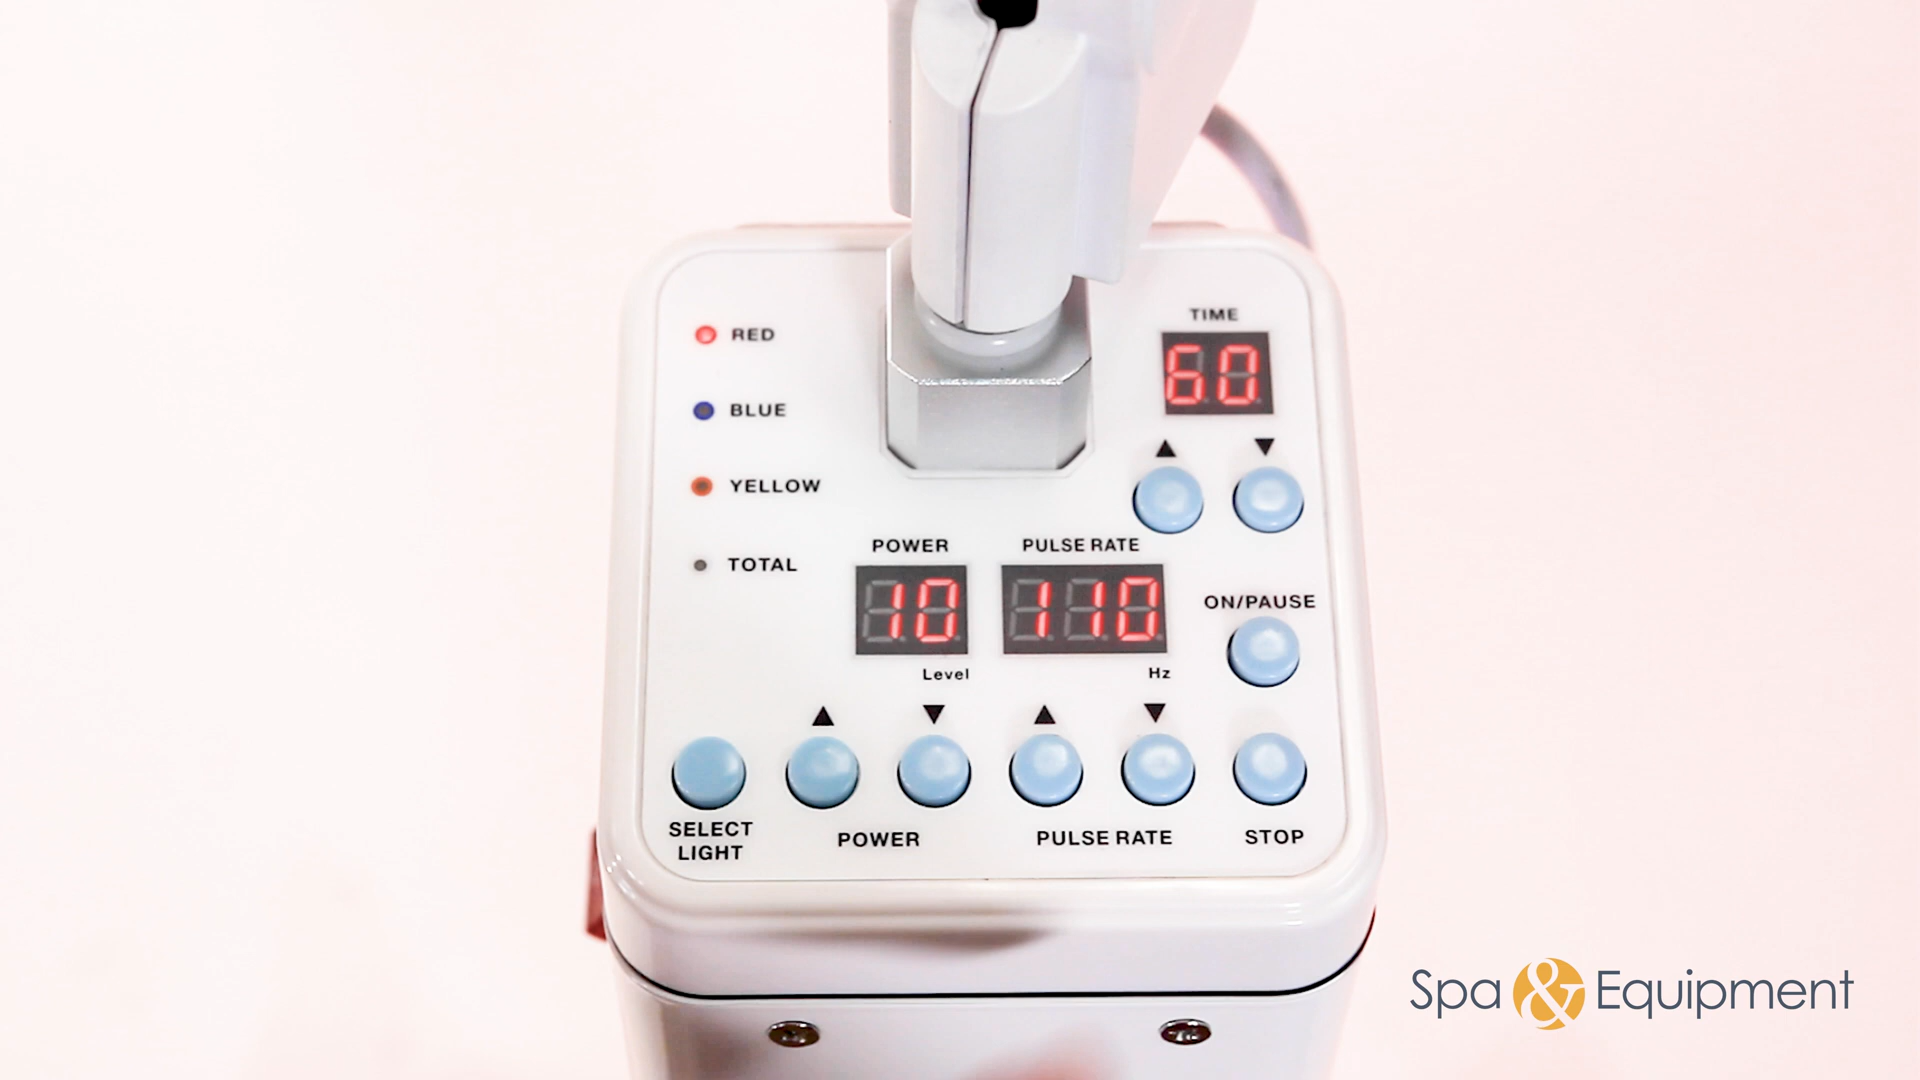 RED
BLUE
YELLOW
TOTAL
TIME
60
▲ ▼
POWER
10
Level
PULSE RATE
110
Hz
ON/PAUSE
▲ ▼ ▲ ▼
SELECT
LIGHT
POWER
PULSE RATE
STOP
Spa & Equipment